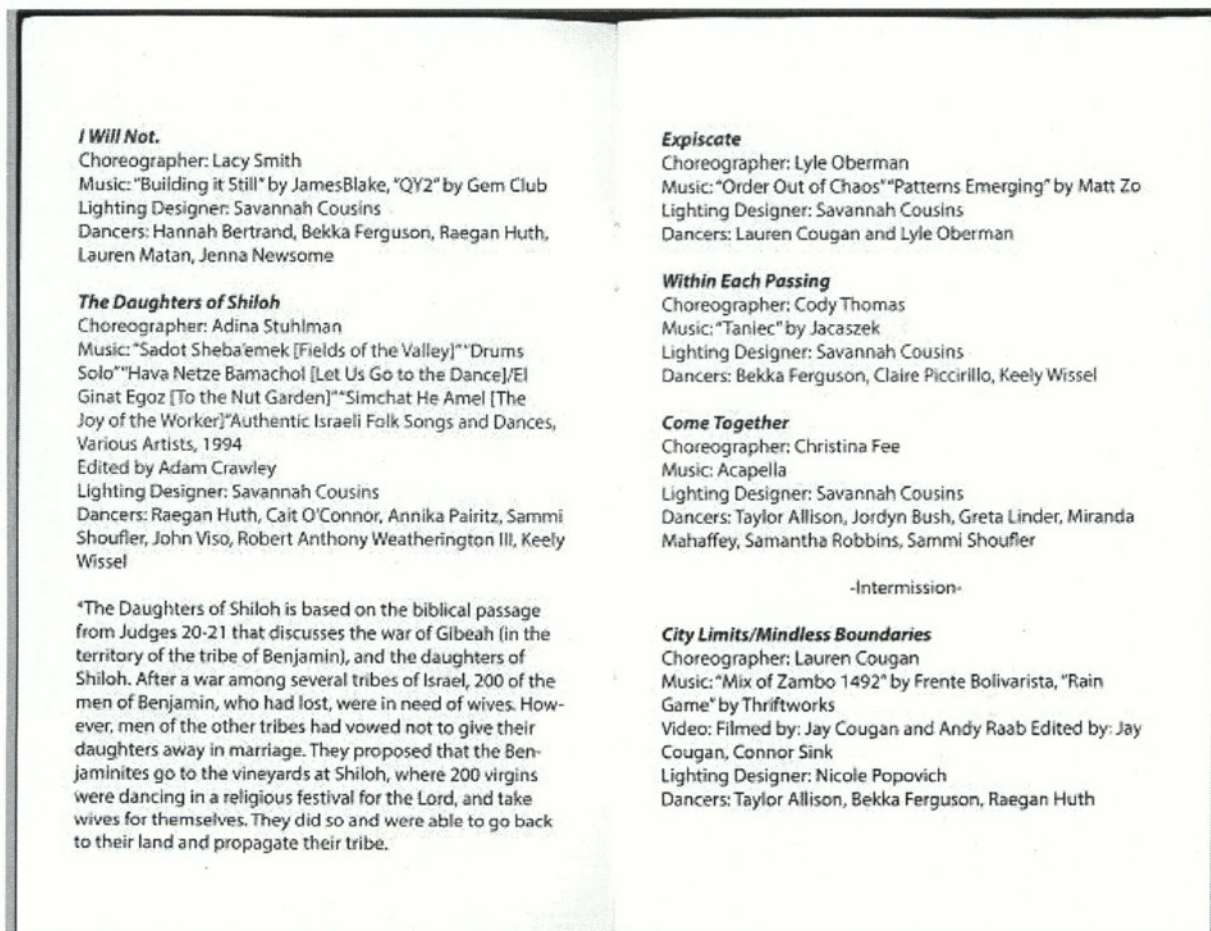 I Will Not.
Choreographer: Lacy Smith
Music: "Building it Still" by JamesBlake, "QY2" by Gem Club
Lighting Designer: Savannah Cousins
Dancers: Hannah Bertrand, Bekka Ferguson, Raegan Huth,
Lauren Matan, Jenna Newsome
The Daughters of Shiloh
Choreographer: Adina Stuhlman
Music: "Sadot Sheba'emek [Fields of the Valley]""Drums
Solo""Hava Netze Bamachol [Let Us Go to the Dance]/El
Ginat Egoz [To the Nut Garden]""Simchat He Amel [The
Joy of the Worker]"Authentic Israeli Folk Songs and Dances,
Various Artists, 1994
Edited by Adam Crawley
Lighting Designer: Savannah Cousins
Dancers: Raegan Huth, Cait O'Connor, Annika Pairitz, Sammi
Shoufler, John Viso, Robert Anthony Weatherington III, Keely
Wissel
*The Daughters of Shiloh is based on the biblical passage
from Judges 20-21 that discusses the war of Gibeah (in the
territory of the tribe of Benjamin), and the daughters of
Shiloh. After a war among several tribes of Israel, 200 of the
men of Benjamin, who had lost, were in need of wives. How-
ever, men of the other tribes had vowed not to give their
daughters away in marriage. They proposed that the Ben-
jaminites go to the vineyards at Shiloh, where 200 virgins
were dancing in a religious festival for the Lord, and take
wives for themselves. They did so and were able to go back
to their land and propagate their tribe.
Expiscate
Choreographer: Lyle Oberman
Music: "Order Out of Chaos" "Patterns Emerging" by Matt Zo
Lighting Designer: Savannah Cousins
Dancers: Lauren Cougan and Lyle Oberman
Within Each Passing
Choreographer: Cody Thomas
Music: "Taniec" by Jacaszek
Lighting Designer: Savannah Cousins
Dancers: Bekka Ferguson, Claire Piccirillo, Keely Wissel
Come Together
Choreographer: Christina Fee
Music: Acapella
Lighting Designer: Savannah Cousins
Dancers: Taylor Allison, Jordyn Bush, Greta Linder, Miranda
Mahaffey, Samantha Robbins, Sammi Shoufler
-Intermission-
City Limits/Mindless Boundaries
Choreographer: Lauren Cougan
Music: "Mix of Zambo 1492" by Frente Bolivarista, "Rain
Game" by Thriftworks
Video: Filmed by: Jay Cougan and Andy Raab Edited by: Jay
Cougan, Connor Sink
Lighting Designer: Nicole Popovich
Dancers: Taylor Allison, Bekka Ferguson, Raegan Huth